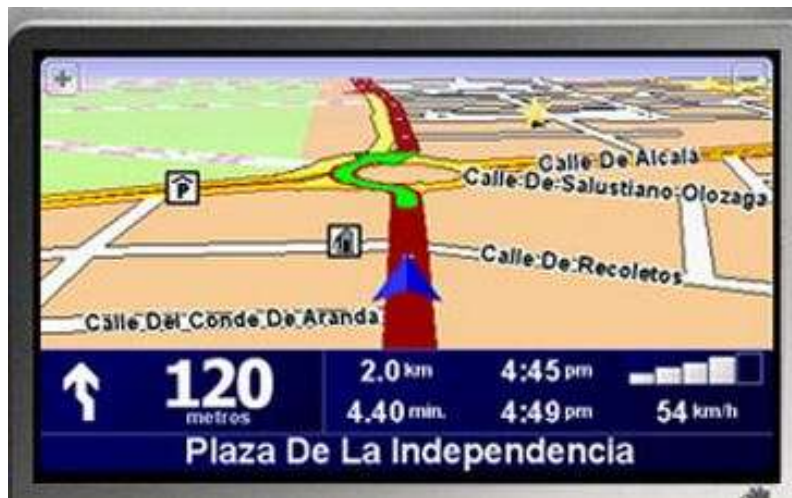 +
Calle De Alcalá
Calle De Salustiano Olozaga
P
Calle De Recoletos
Calle Del Conde De Aranda
120
metros
2.0 km
4:45 pm
4.40 min.
4:49 pm
54 km/h
Plaza De La Independencia